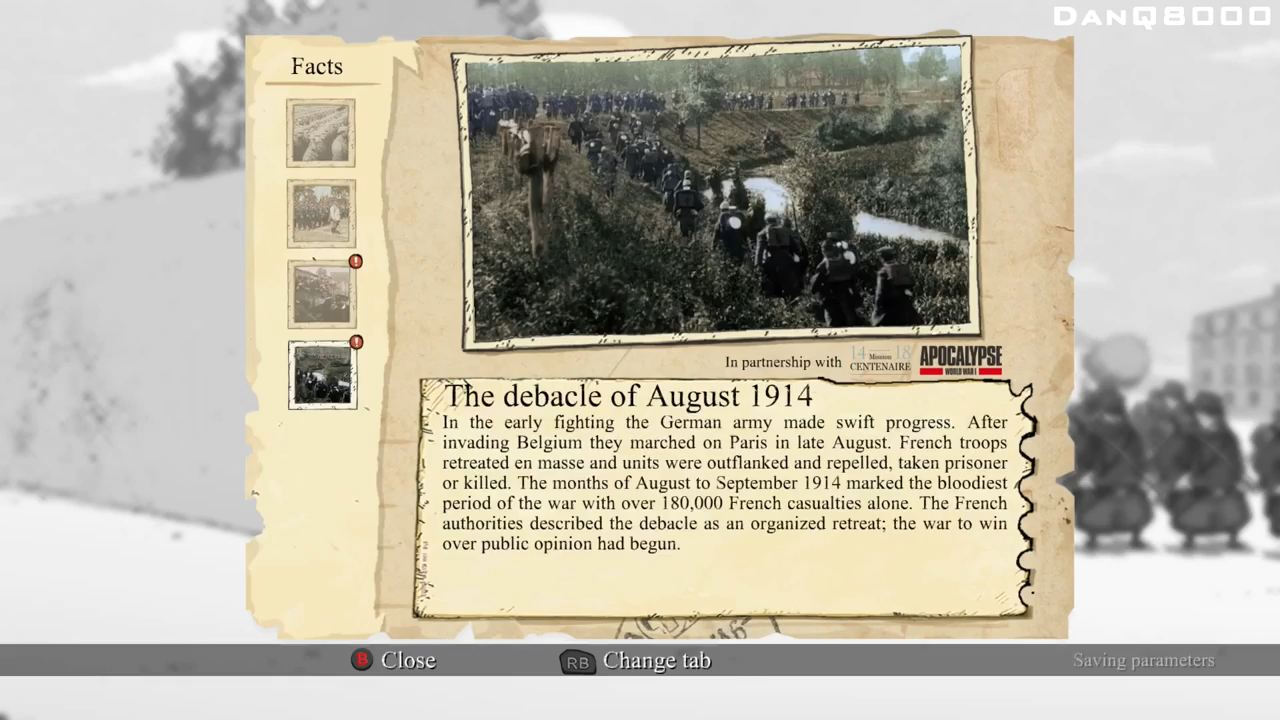 DanQ8000
Facts
In partnership with
14 Mission 18
CENTENAIRE
APOCALYPSE
WORLD WAR I
The debacle of August 1914
In the early fighting the German army made swift progress. After
invading Belgium they marched on Paris in late August. French troops
retreated en masse and units were outflanked and repelled, taken prisoner
or killed. The months of August to September 1914 marked the bloodiest
period of the war with over 180,000 French casualties alone. The French
authorities described the debacle as an organized retreat; the war to win
over public opinion had begun.
B Close
RB Change tab
Saving parameters